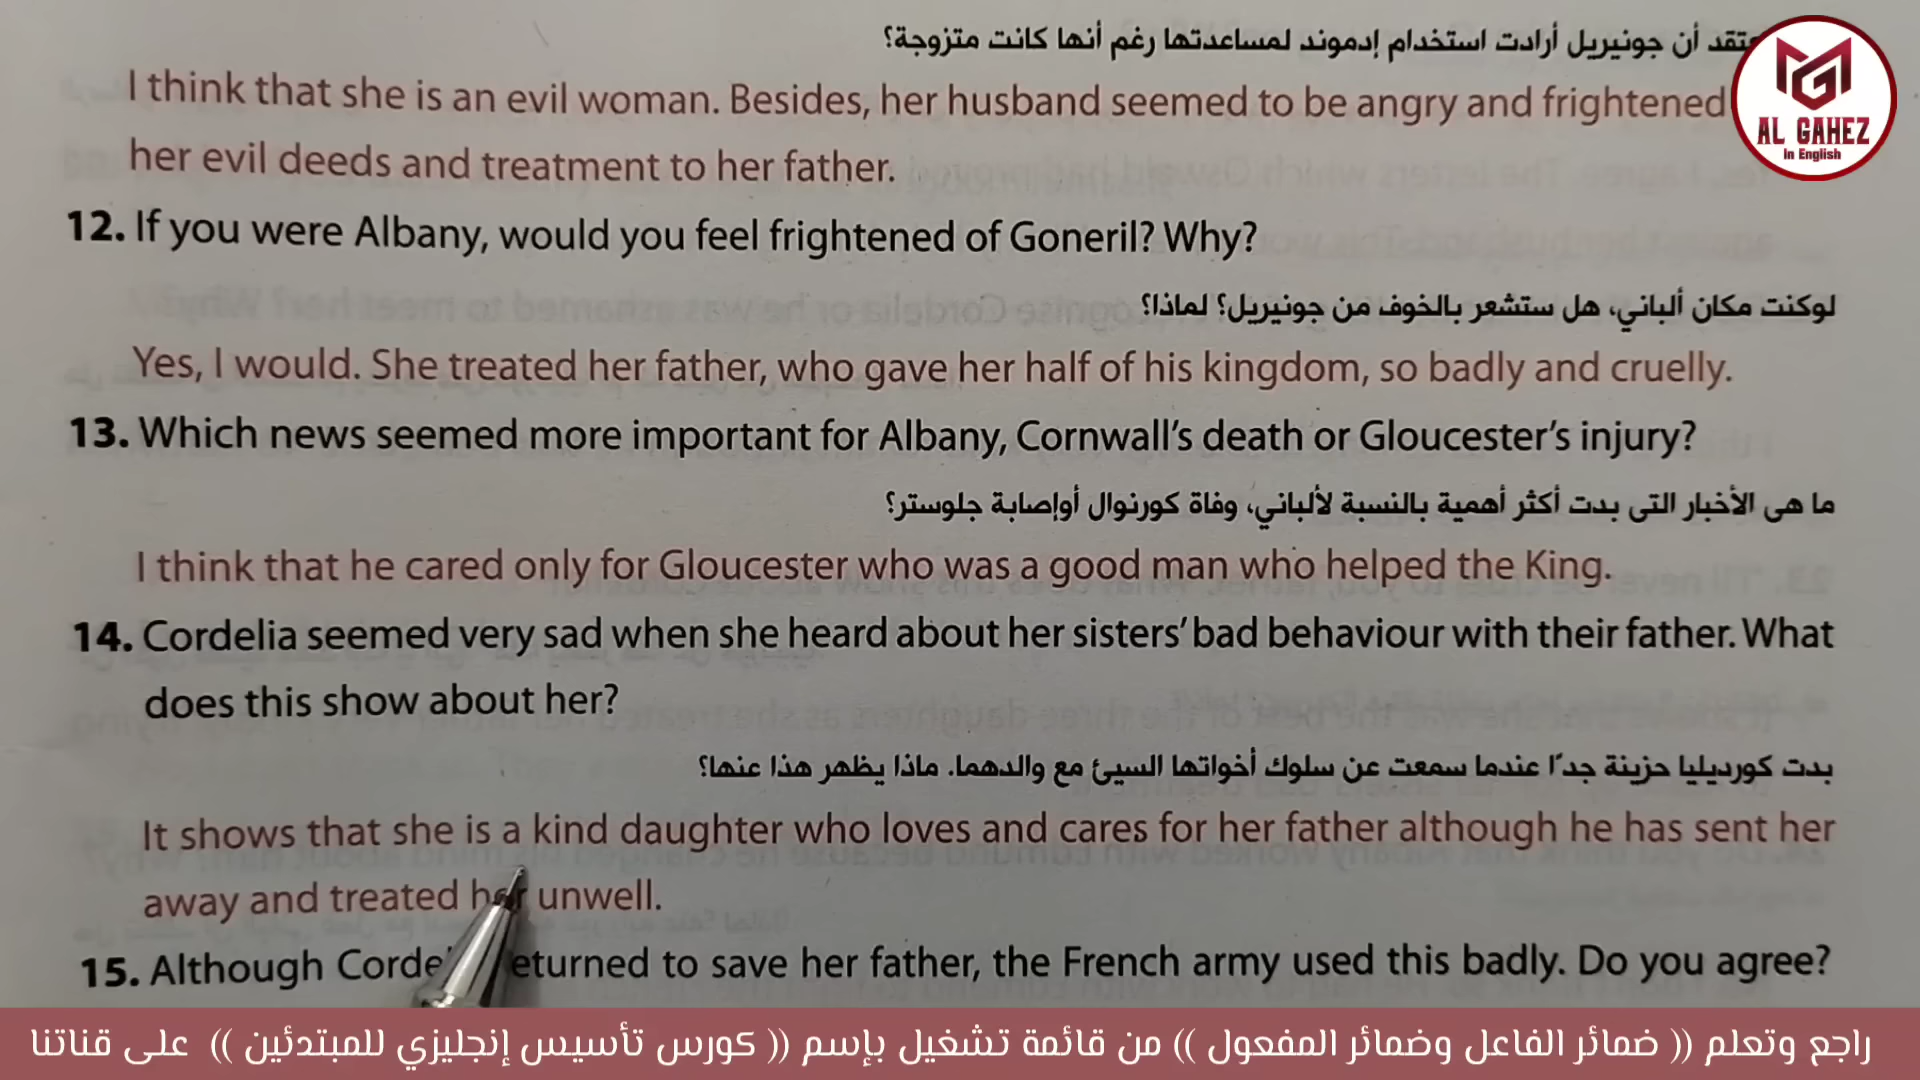 عتقد أن جونيريل أرادت استخدام إدموند لمساعدتها رغم أنها كانت متزوجة؟
I think that she is an evil woman. Besides, her husband seemed to be angry and frightened
her evil deeds and treatment to her father.
12. If you were Albany, would you feel frightened of Goneril? Why?
لوكنت مكان ألباني، هل ستشعر بالخوف من جونيريل؟ لماذا؟
Yes, I would. She treated her father, who gave her half of his kingdom, so badly and cruelly.
13. Which news seemed more important for Albany, Cornwall's death or Gloucester's injury?
ما هى الأخبار التى بدت أكثر أهمية بالنسبة لألباني، وفاة كورنوال أوإصابة جلوستر؟
I think that he cared only for Gloucester who was a good man who helped the King.
14. Cordelia seemed very sad when she heard about her sisters' bad behaviour with their father. What
does this show about her?
بدت كورديليا حزينة جدًا عندما سمعت عن سلوك أخواتها السيئ مع والدهما. ماذا يظهر هذا عنها؟
It shows that she is a kind daughter who loves and cares for her father although he has sent her
away and treated her unwell.
15. Although Corde eturned to save her father, the French army used this badly. Do you agree?
AL GAHEZ
In English
راجع وتعلم (( ضمائر الفاعل وضمائر المفعول )) من قائمة تشغيل بإسم (( كورس تأسيس إنجليزي للمبتدئين )) على قناتنا